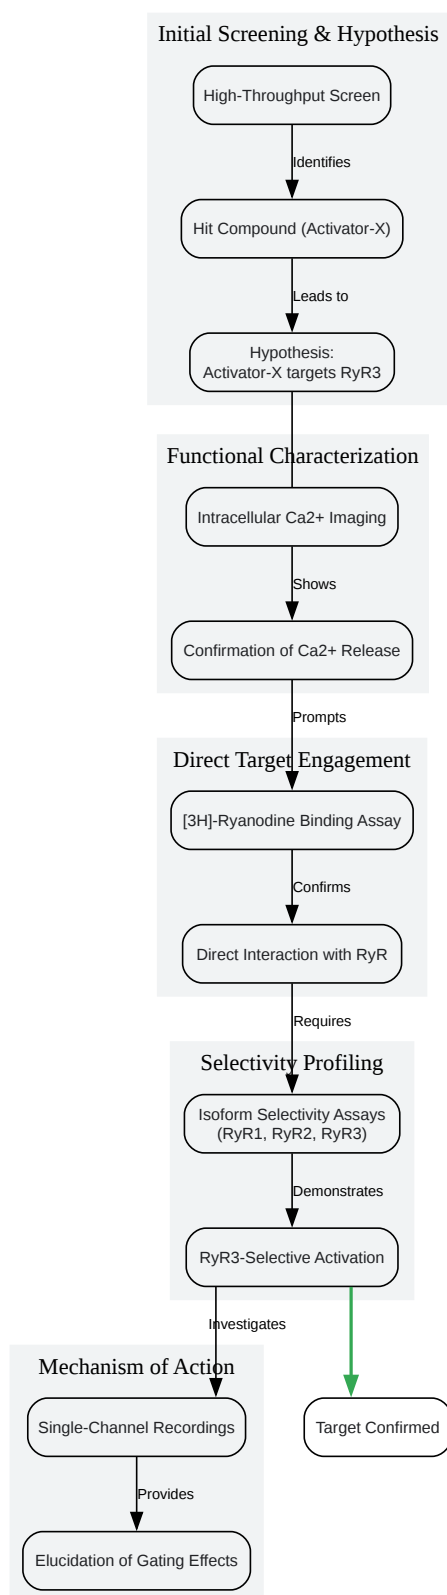 Initial Screening & Hypothesis
High-Throughput Screen
Identifies
Hit Compound (Activator-X)
Leads to
Hypothesis:
Activator-X targets RyR3
Functional Characterization
Intracellular Ca2+ Imaging
Shows
Confirmation of Ca2+ Release
Prompts
Direct Target Engagement
[3H]-Ryanodine Binding Assay
Confirms
Direct Interaction with RyR
Requires
Selectivity Profiling
Isoform Selectivity Assays
(RyR1, RyR2, RyR3)
Demonstrates
RyR3-Selective Activation
Investigates
Mechanism of Action
Single-Channel Recordings
Target Confirmed
Provides
Elucidation of Gating Effects